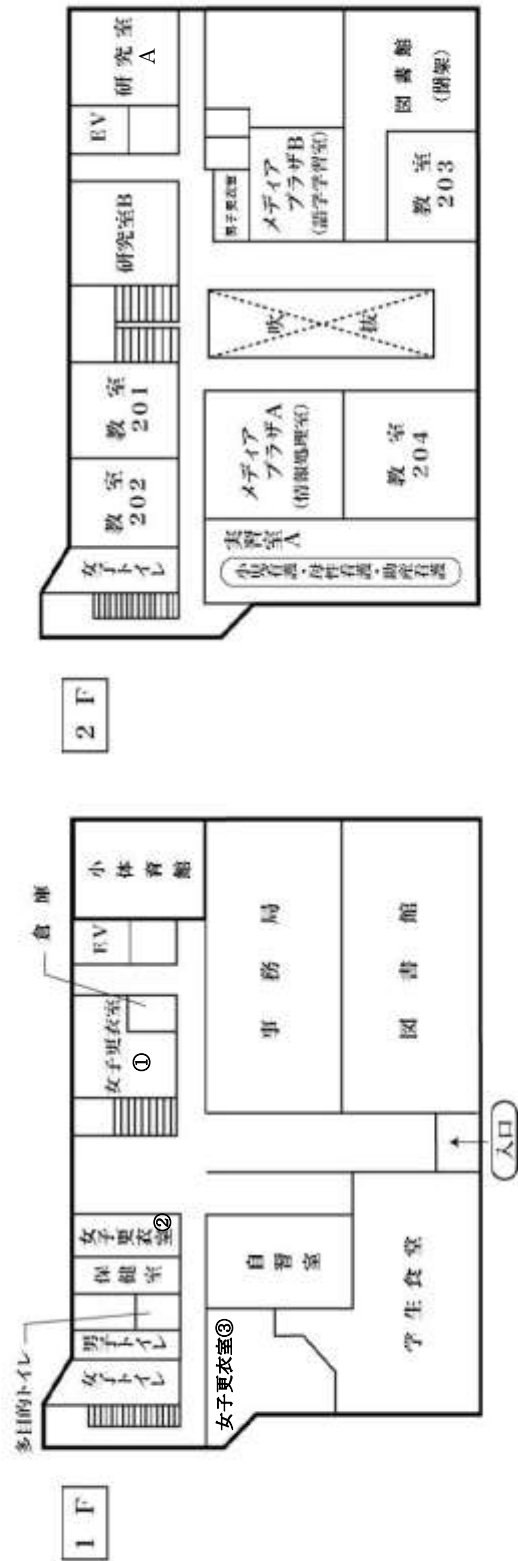 1 F
多目的トイレ
女子トイレ
男子トイレ
保健室
女子更衣室②
女子更衣室
①
倉庫
EV
小体育館
女子更衣室③
自習室
事務局
学生食堂
図書館
入口
2 F
女子トイレ
教室
202
教室
201
研究室B
EV
研究室
A
実習室A
小児看護・母性看護・助産看護
メディア
プラザA
(情報処理室)
教室
204
吹
抜
男子更衣室
メディア
プラザB
(語学学習室)
教室
203
図書館
(閉架)